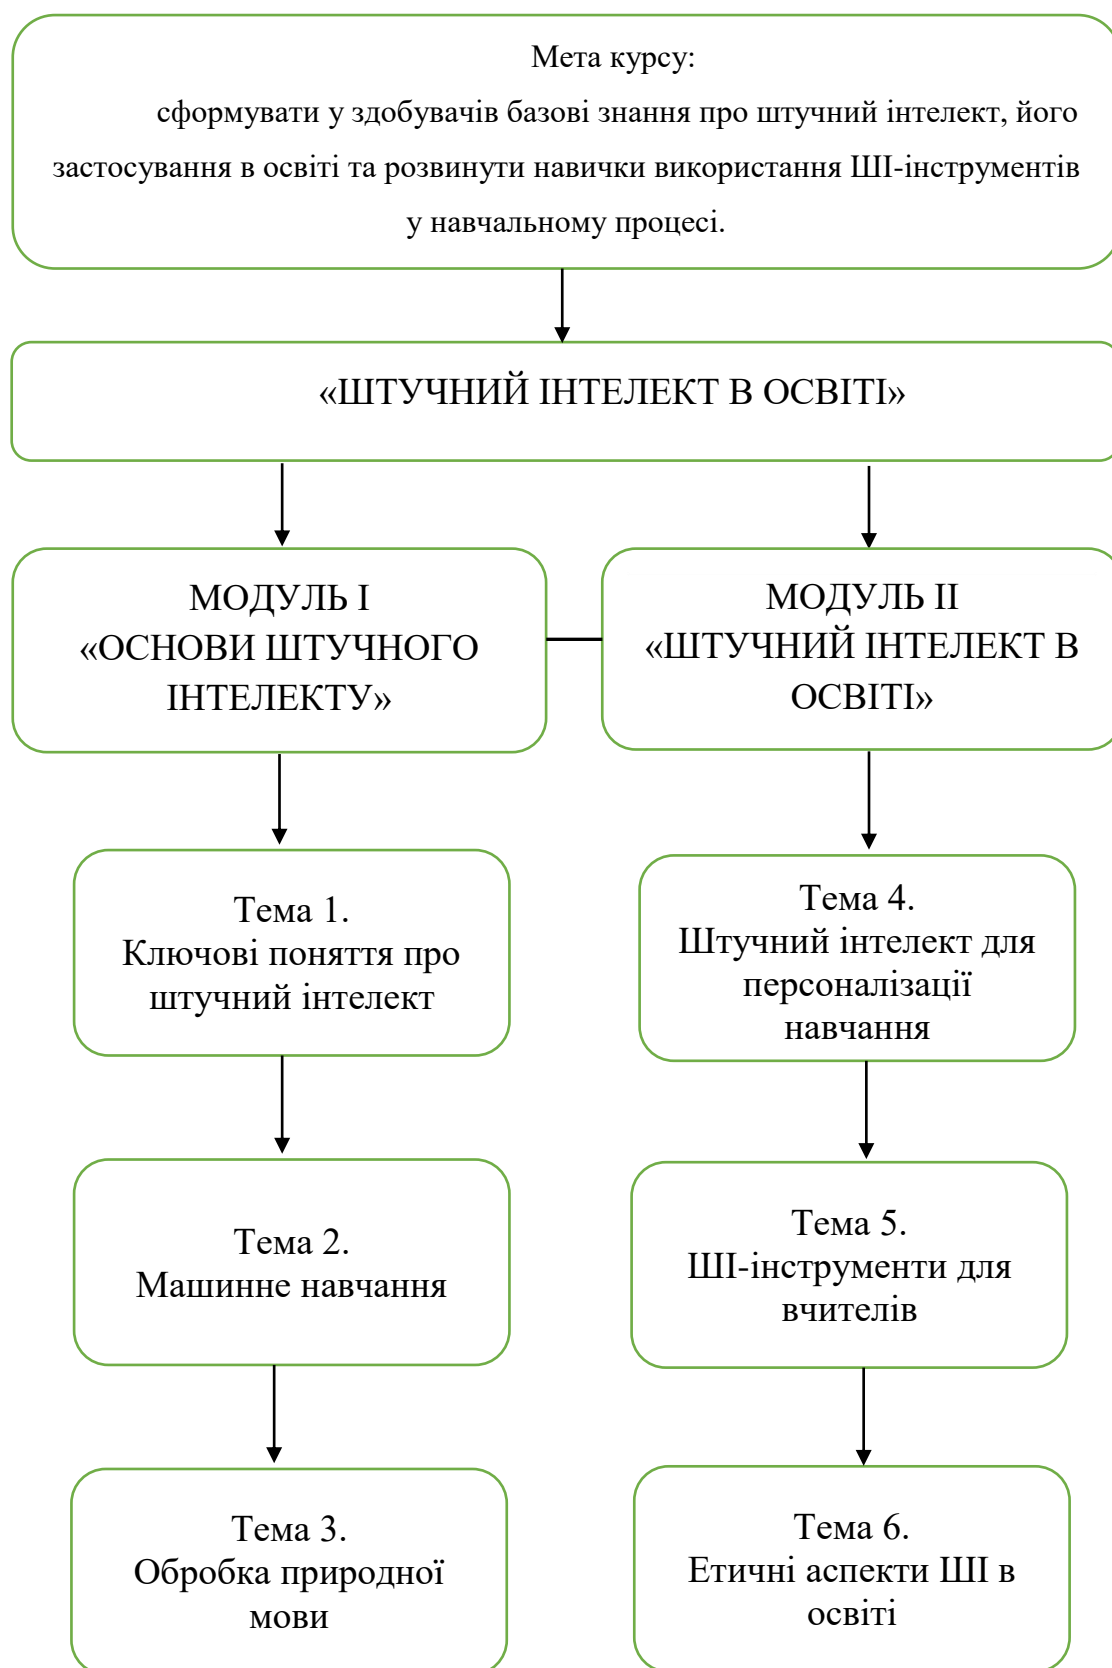 Мета курсу:
сформувати у здобувачів базові знання про штучний інтелект, його
застосування в освіті та розвинути навички використання ШІ-інструментів
у навчальному процесі.
«ШТУЧНИЙ ІНТЕЛЕКТ В ОСВІТІ»
МОДУЛЬ І
«ОСНОВИ ШТУЧНОГО
ІНТЕЛЕКТУ»
МОДУЛЬ ІІ
«ШТУЧНИЙ ІНТЕЛЕКТ В
ОСВІТІ»
Тема 1.
Ключові поняття про
штучний інтелект
Тема 4.
Штучний інтелект для
персоналізації
навчання
Тема 2.
Машинне навчання
Тема 5.
ШІ-інструменти для
вчителів
Тема 3.
Обробка природної
мови
Тема 6.
Етичні аспекти ШІ в
освіті